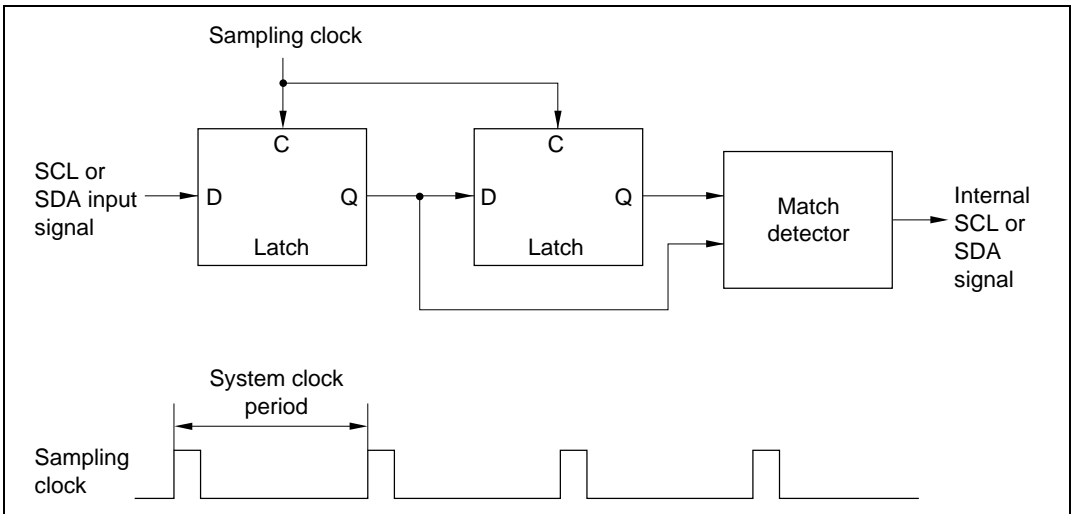 Sampling clock
C
C
SCL or
SDA input
signal
D
Q
D
Q
Latch
Latch
Match
detector
Internal
SCL or
SDA
signal
System clock
period
Sampling
clock